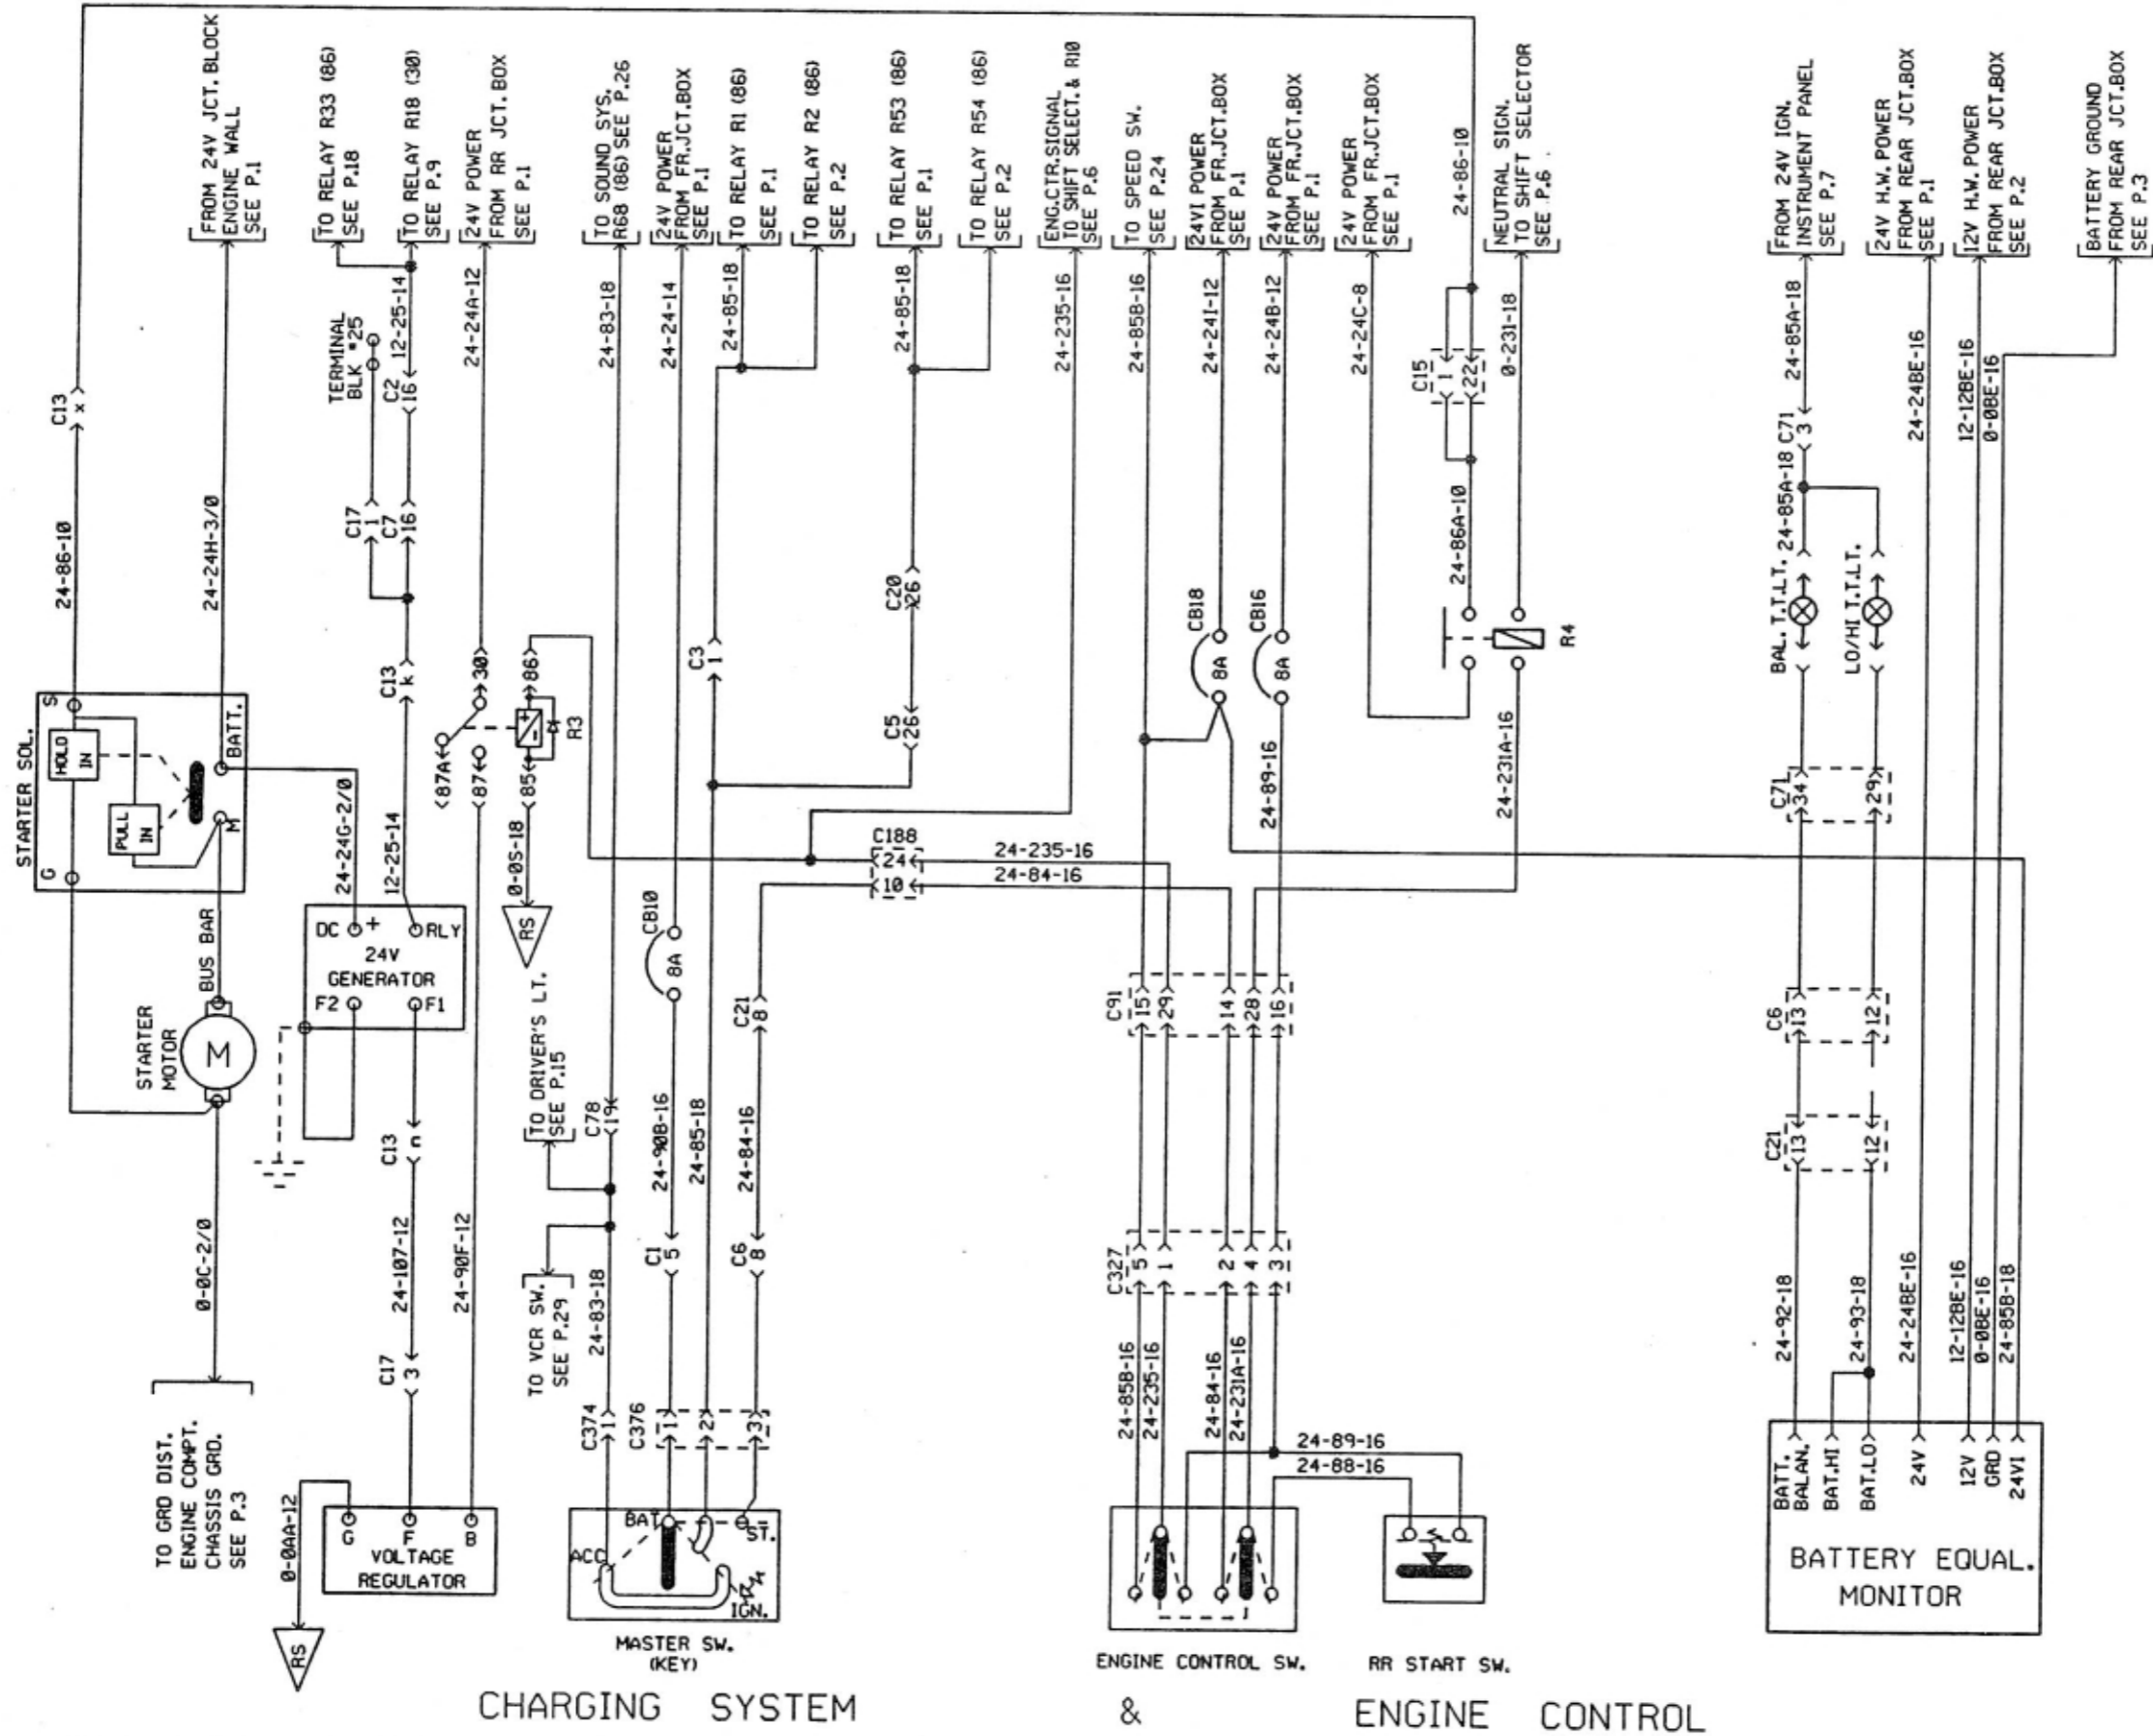 FROM 24V JCT. BLOCK
ENGINE WALL
SEE P.1
TO RELAY R33 (86)
SEE P.18
TO RELAY R18 (30)
SEE P.9
24V POWER
FROM RR JCT. BOX
SEE P.1
TO SOUND SYS.
R68 (86) SEE P.26
24V POWER
FROM FR.JCT.BOX
SEE P.1
TO RELAY R1 (86)
SEE P.1
TO RELAY R2 (86)
SEE P.2
TO RELAY R53 (86)
SEE P.1
TO RELAY R54 (86)
SEE P.2
ENG.CTR.SIGNAL
TO SHIFT SELECT. & R10
SEE P.6
TO SPEED SW.
SEE P.24
24VI POWER
FROM FR.JCT.BOX
SEE P.1
24V POWER
FROM FR.JCT.BOX
SEE P.1
24V POWER
FROM FR.JCT.BOX
SEE P.1
24-86-10
NEUTRAL SIGN.
TO SHIFT SELECTOR
SEE P.6
FROM 24V IGN.
INSTRUMENT PANEL
SEE P.7
24V H.W. POWER
FROM REAR JCT.BOX
SEE P.1
12V H.W. POWER
FROM REAR JCT.BOX
SEE P.2
BATTERY GROUND
FROM REAR JCT.BOX
SEE P.3
C13
x
24-86-10
24-24H-3/0
TERMINAL
BLK #25
12-25-14
C2
16
C17
1
C7
16
24-24A-12
24-83-18
24-24-14
24-85-18
24-85-18
24-235-16
24-85B-16
24-241-12
24-24B-12
24-24C-8
C15
1
22
0-231-18
24-85A-18
C71
3
24-85A-18
24-24BE-16
12-12BE-16
0-0BE-16
STARTER SOL.
S
HOLD
IN
PULL
IN
BATT.
M
G
C13
k
30
87A
87
86
85
R3
C3
1
C20
26
C5
26
CB18
8A
CB16
8A
24-86A-10
R4
BAL. T.T.LT.
24-85A-18
LO/HI T.T.LT.
24-24G-2/0
12-25-14
0-0S-18
RS
C188
24
10
24-235-16
24-84-16
24-89-16
24-231A-16
C71
34
29
BUS BAR
STARTER
MOTOR
M
DC
+
RLY
24V
GENERATOR
F2
F1
CB10
8A
TO DRIVER'S LT.
SEE P.15
C78
19
C21
8
C91
15
29
14
28
16
C6
13
12
C21
13
12
0-0C-2/0
C13
n
24-107-12
24-90F-12
24-90B-16
24-85-18
24-84-16
C17
3
TO VCR SW.
SEE P.29
24-83-18
C1
5
C6
8
C327
5
1
2
4
3
24-92-18
24-93-18
24-24BE-16
12-12BE-16
0-0BE-16
24-85B-18
TO GRD DIST.
ENGINE COMPT.
CHASSIS GRD.
SEE P.3
C374
1
C376
1
2
3
24-85B-16
24-235-16
24-84-16
24-231A-16
24-89-16
24-88-16
BATT.
BALAN.
BAT.HI
BAT.LO
24V
12V
GRD
24VI
0-0AA-12
RS
G
F
B
VOLTAGE
REGULATOR
BAT
ST.
ACC
IGN.
BATTERY EQUAL.
MONITOR
MASTER SW.
(KEY)
ENGINE CONTROL SW.
RR START SW.
CHARGING SYSTEM & ENGINE CONTROL